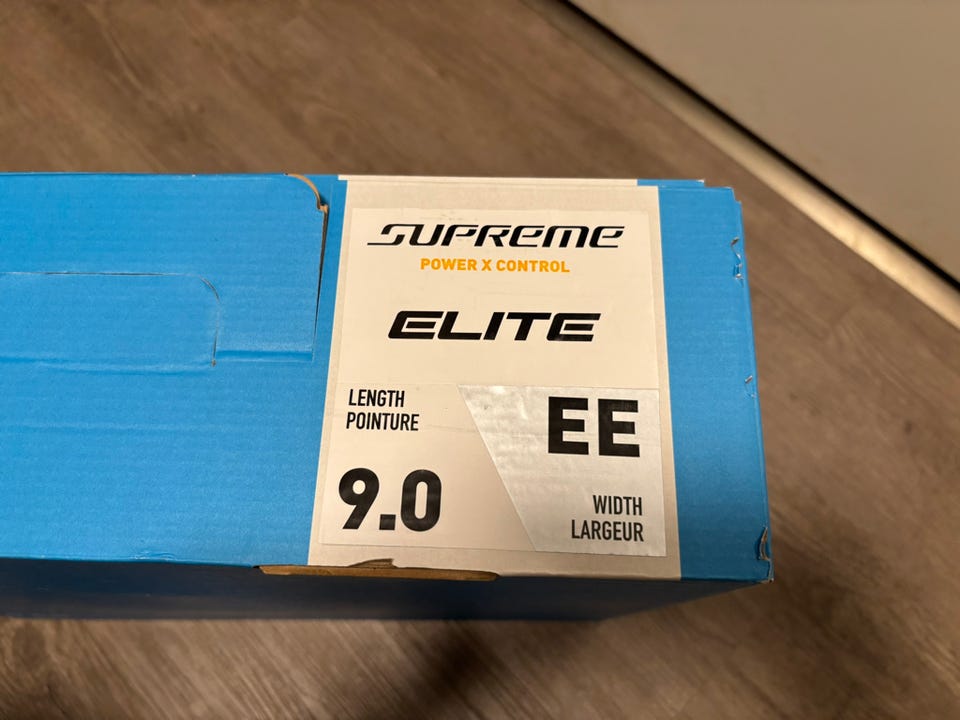 SUPREME
POWER X CONTROL
ELITE
LENGTH
POINTURE
9.0
EE
WIDTH
LARGEUR